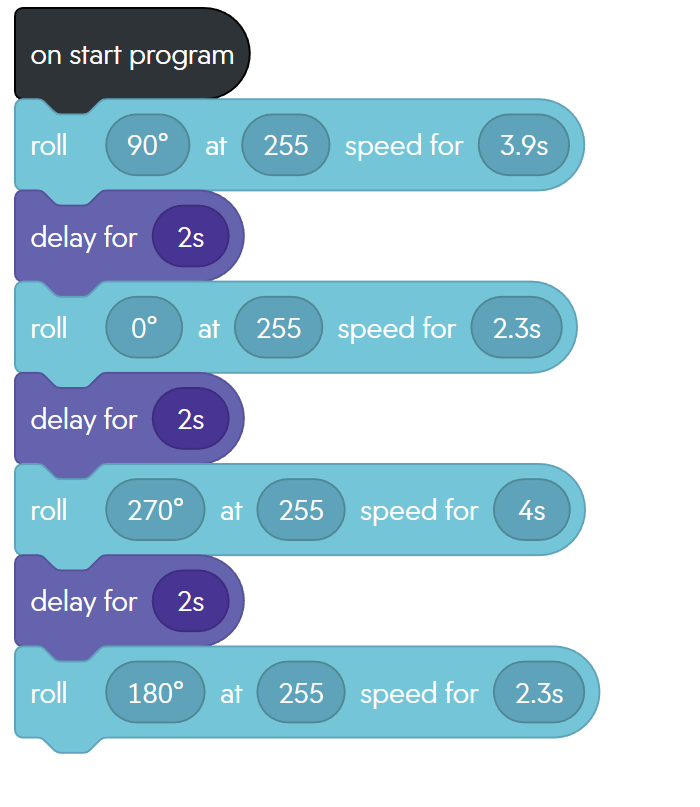 on start program
roll 90° at 255 speed for 3.9s
delay for 2s
roll 0° at 255 speed for 2.3s
delay for 2s
roll 270° at 255 speed for 4s
delay for 2s
roll 180° at 255 speed for 2.3s